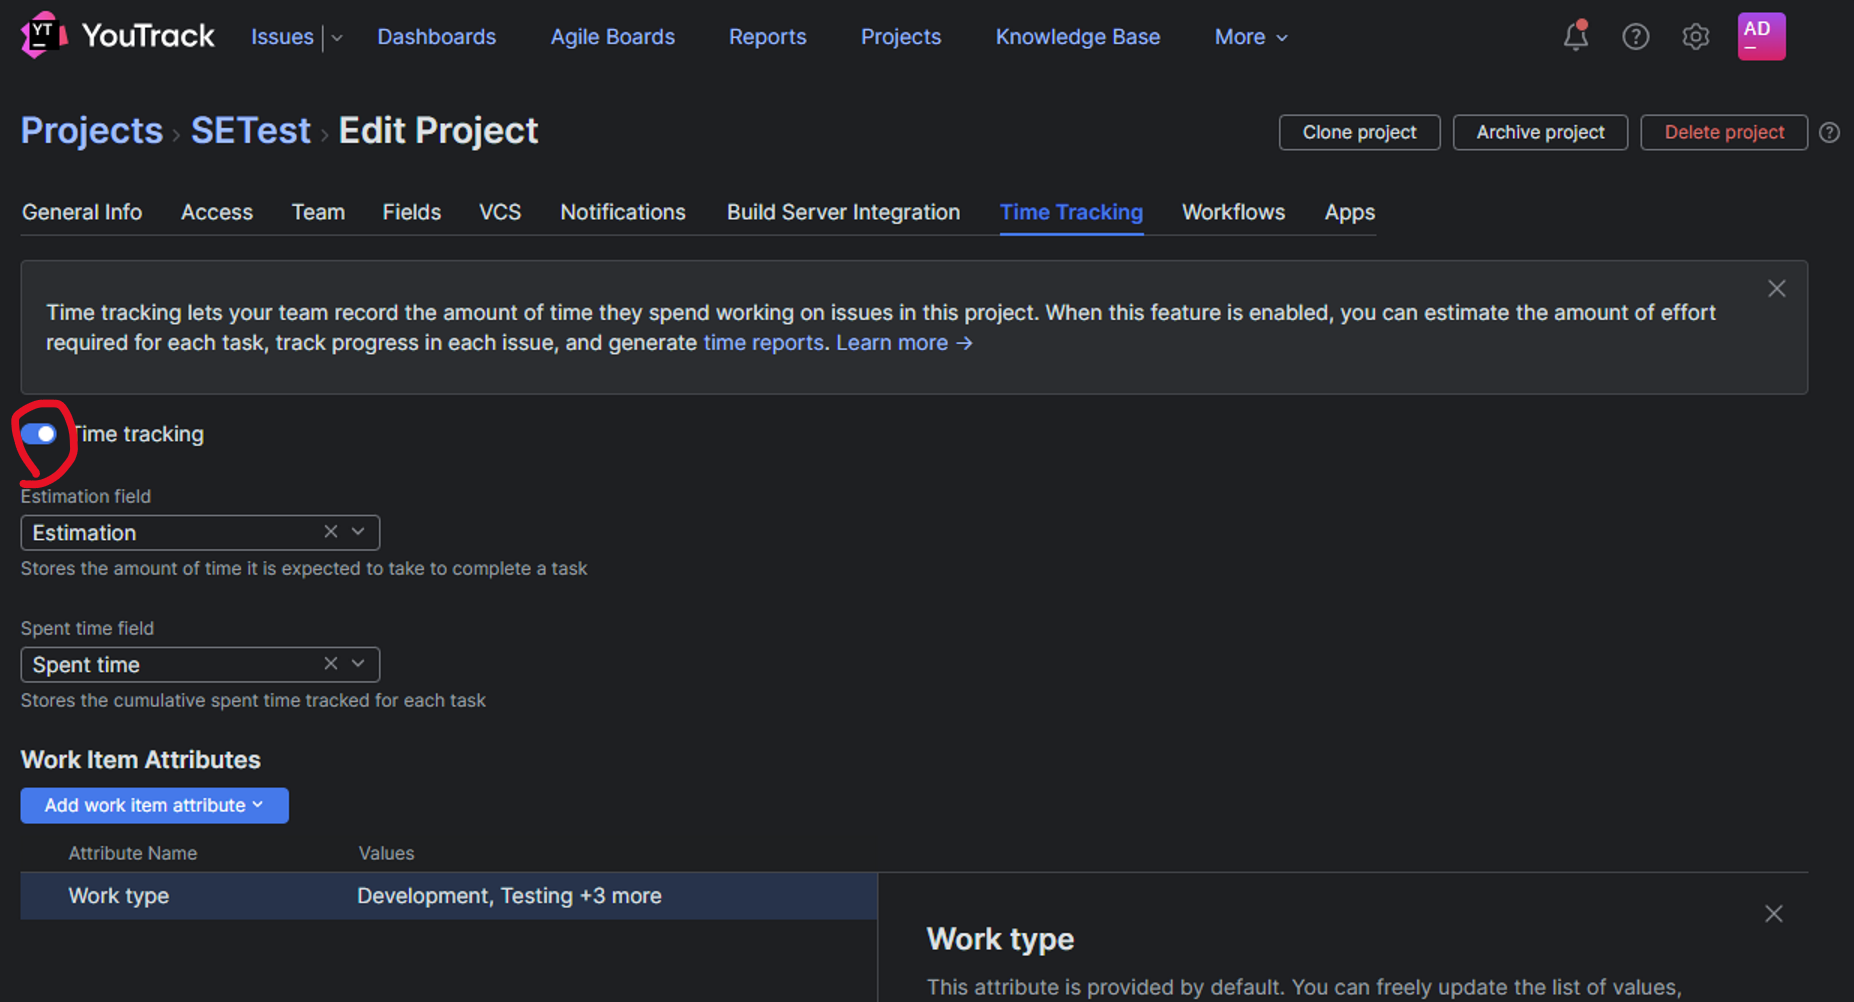 YT YouTrack Issues Dashboards Agile Boards Reports Projects Knowledge Base More AD
Projects › SETest › Edit Project Clone project Archive project Delete project
General Info Access Team Fields VCS Notifications Build Server Integration Time Tracking Workflows Apps
Time tracking lets your team record the amount of time they spend working on issues in this project. When this feature is enabled, you can estimate the amount of effort
required for each task, track progress in each issue, and generate time reports. Learn more →
Time tracking
Estimation field
Estimation
Stores the amount of time it is expected to take to complete a task
Spent time field
Spent time
Stores the cumulative spent time tracked for each task
Work Item Attributes
Add work item attribute
Attribute Name Values
Work type Development, Testing +3 more
Work type
This attribute is provided by default. You can freely update the list of values,